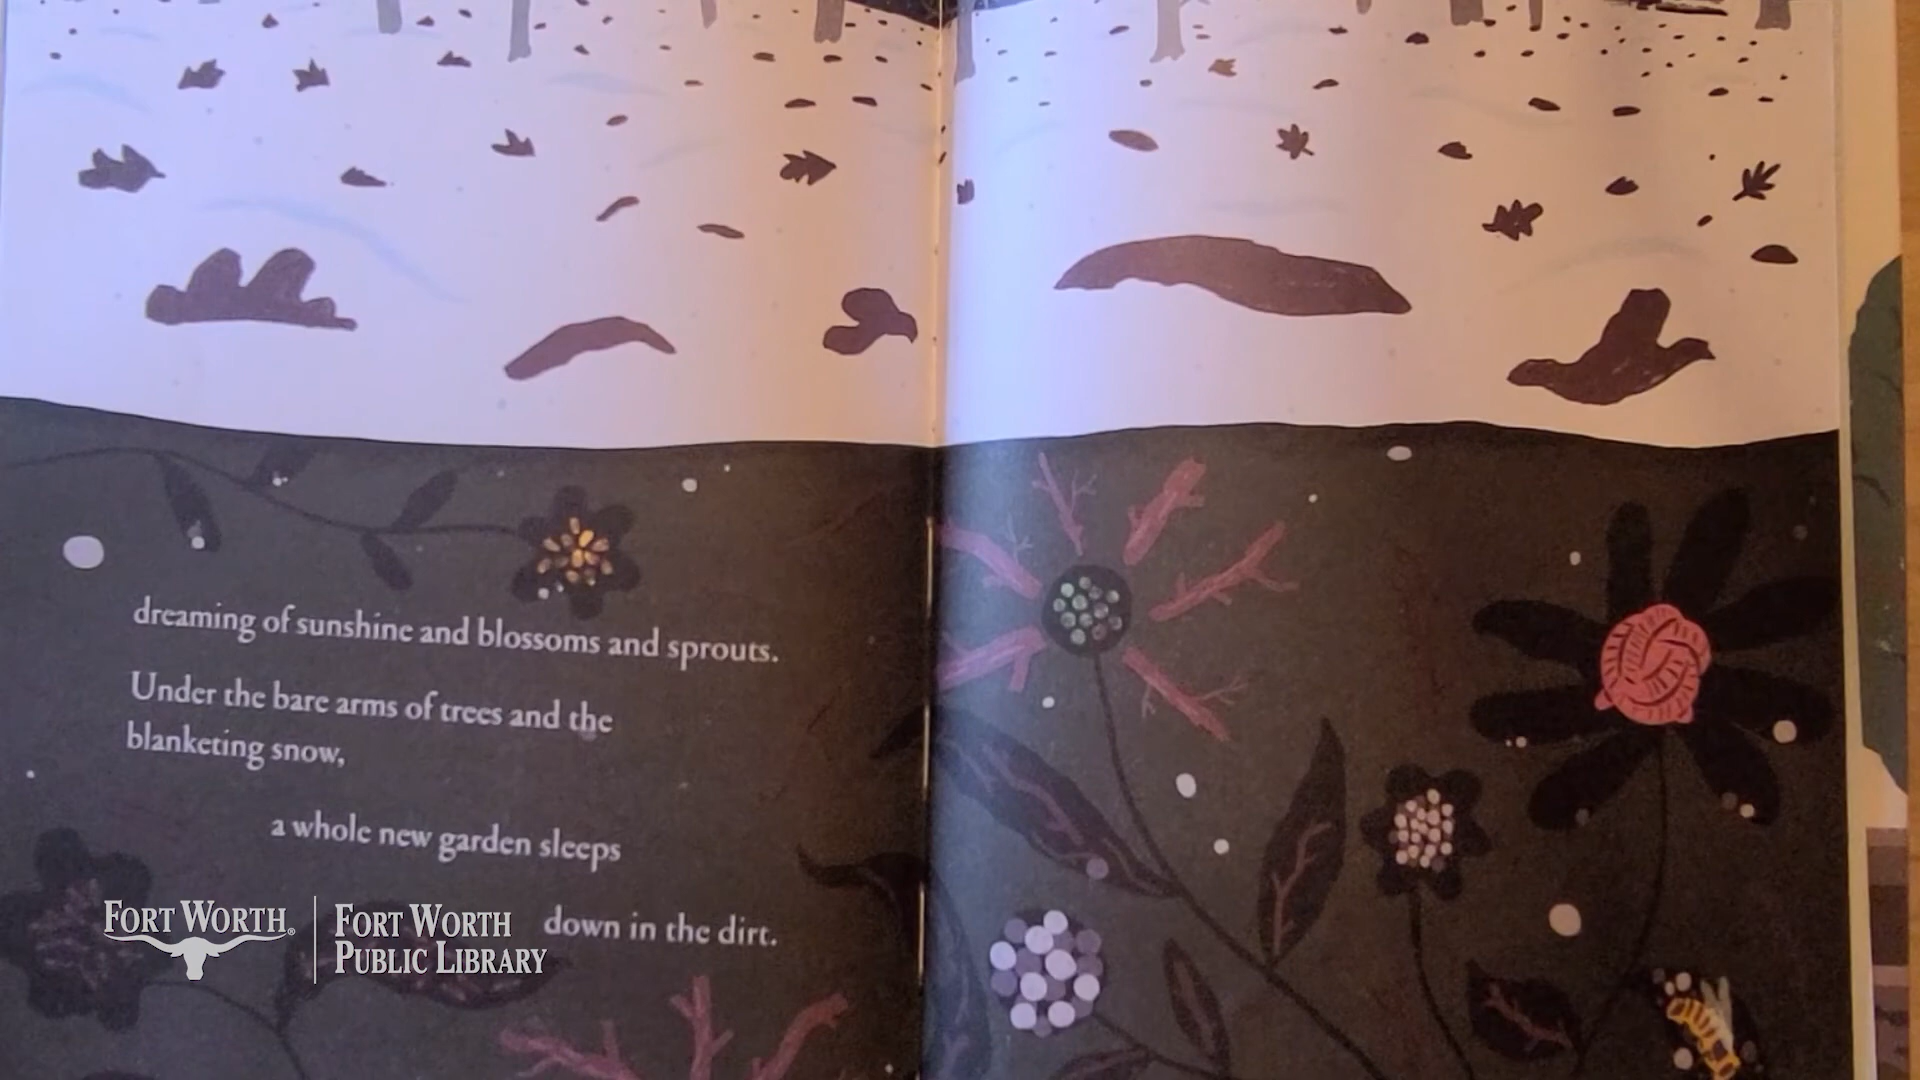 dreaming of sunshine and blossoms and sprouts.
Under the bare arms of trees and the
blanketing snow,
a whole new garden sleeps
down in the dirt.
FORT WORTH®
FORT WORTH
PUBLIC LIBRARY